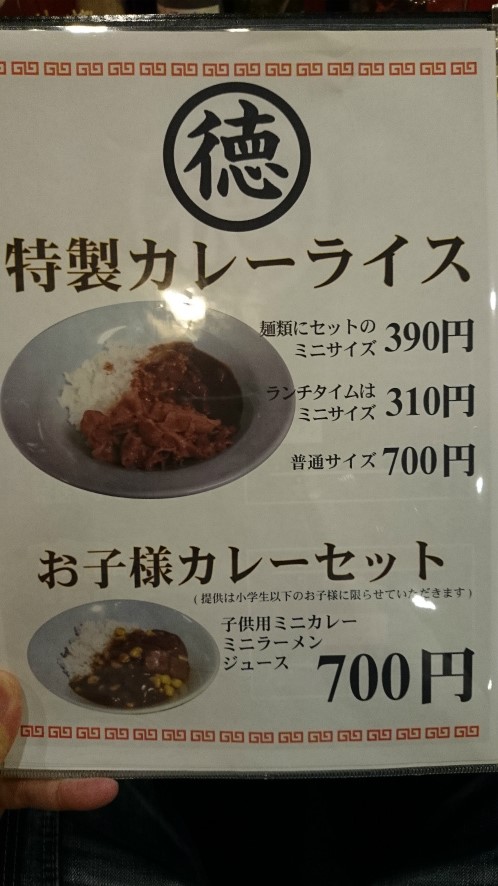 徳
特製カレーライス
麺類にセットの
ミニサイズ 390円
ランチタイムは
ミニサイズ 310円
普通サイズ 700円
お子様カレーセット
(提供は小学生以下のお子様に限らせていただきます)
子供用ミニカレー
ミニラーメン
ジュース
700円